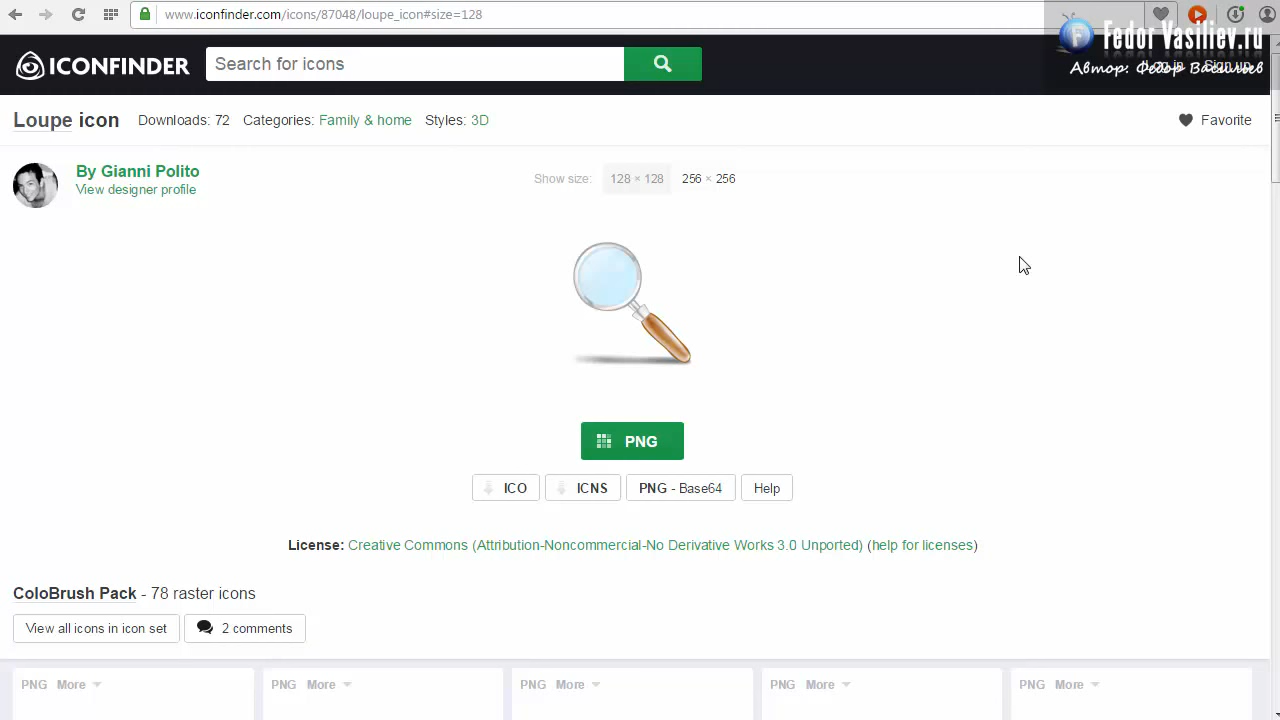 www.iconfinder.com/icons/87048/loupe_icon#size=128
Fedor Vasiliev.ru
Автор: Федор Васильев
ICONFINDER
Search for icons
Log in
Sign up
Loupe icon
Downloads: 72
Categories: Family & home
Styles: 3D
Favorite
By Gianni Polito
View designer profile
Show size:
128 × 128
256 × 256
PNG
ICO
ICNS
PNG - Base64
Help
License: Creative Commons (Attribution-Noncommercial-No Derivative Works 3.0 Unported) (help for licenses)
ColoBrush Pack - 78 raster icons
View all icons in icon set
2 comments
PNG More
PNG More
PNG More
PNG More
PNG More